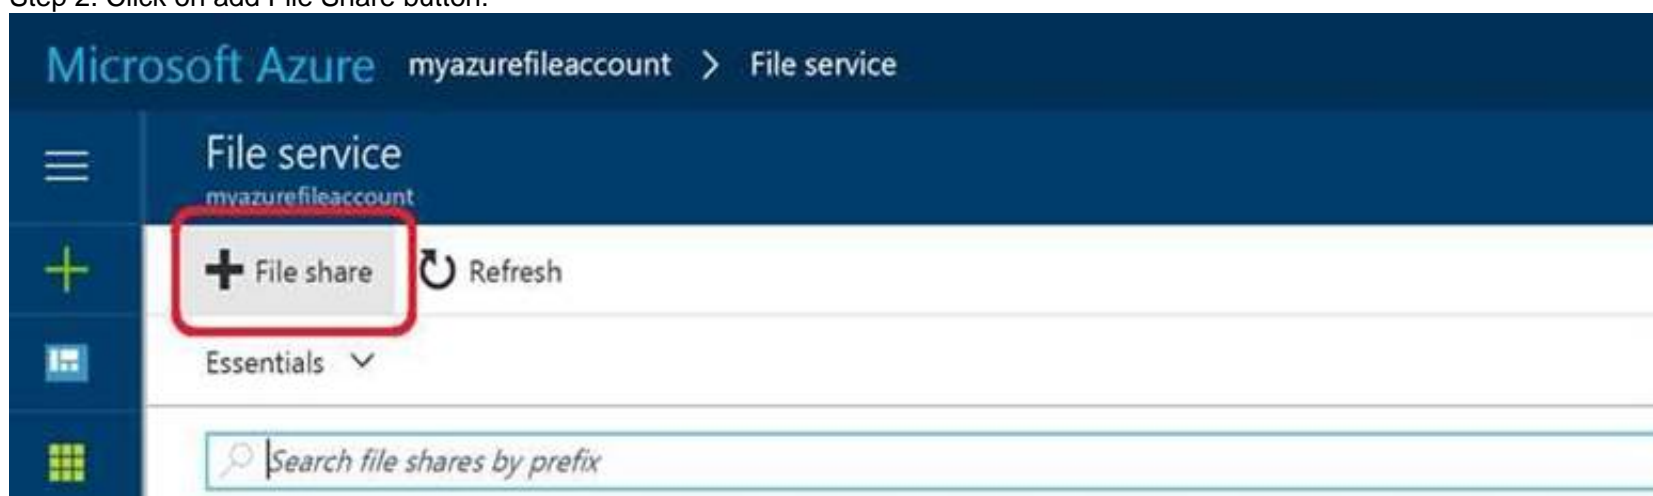 Step 2: Click on add File Share button.
Microsoft Azure myazurefileaccount > File service
File service
myazurefileaccount
File share Refresh
Essentials
Search file shares by prefix